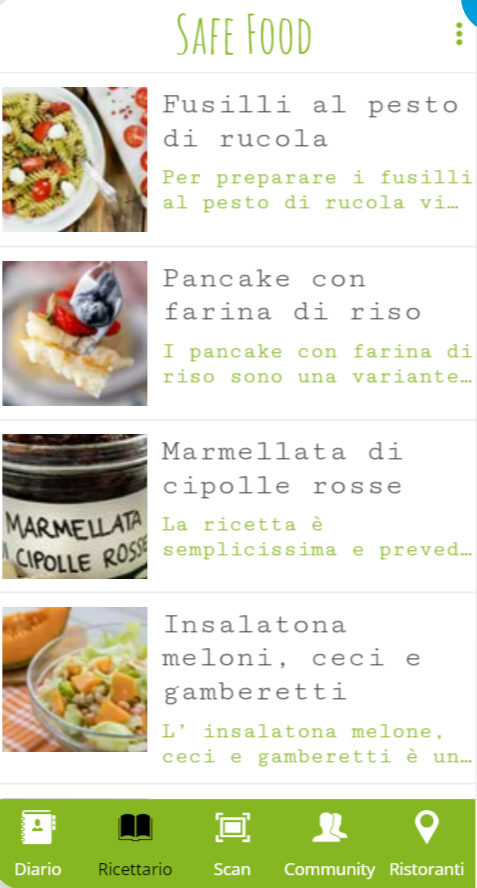 SAFE FOOD
Fusilli al pesto
di rucola
Per preparare i fusilli
al pesto di rucola vi…
Pancake con
farina di riso
I pancake con farina di
riso sono una variante…
MARMELLATA
DI CIPOLLE ROSSE
Marmellata di
cipolle rosse
La ricetta è
semplicissima e preved…
Insalatona
meloni, ceci e
gamberetti
L’ insalatona melone,
ceci e gamberetti è un…
Diario
Ricettario
Scan
Community
Ristoranti